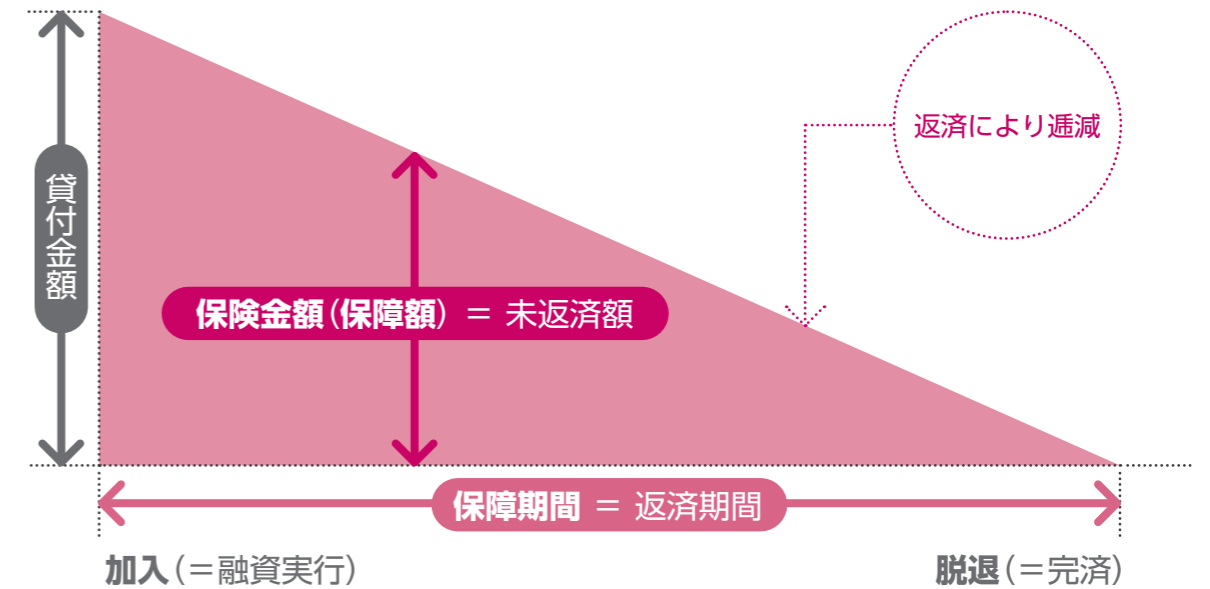 返済により逓減
貸付金額
保険金額(保障額) = 未返済額
保障期間 = 返済期間
加入(=融資実行)
脱退(=完済)